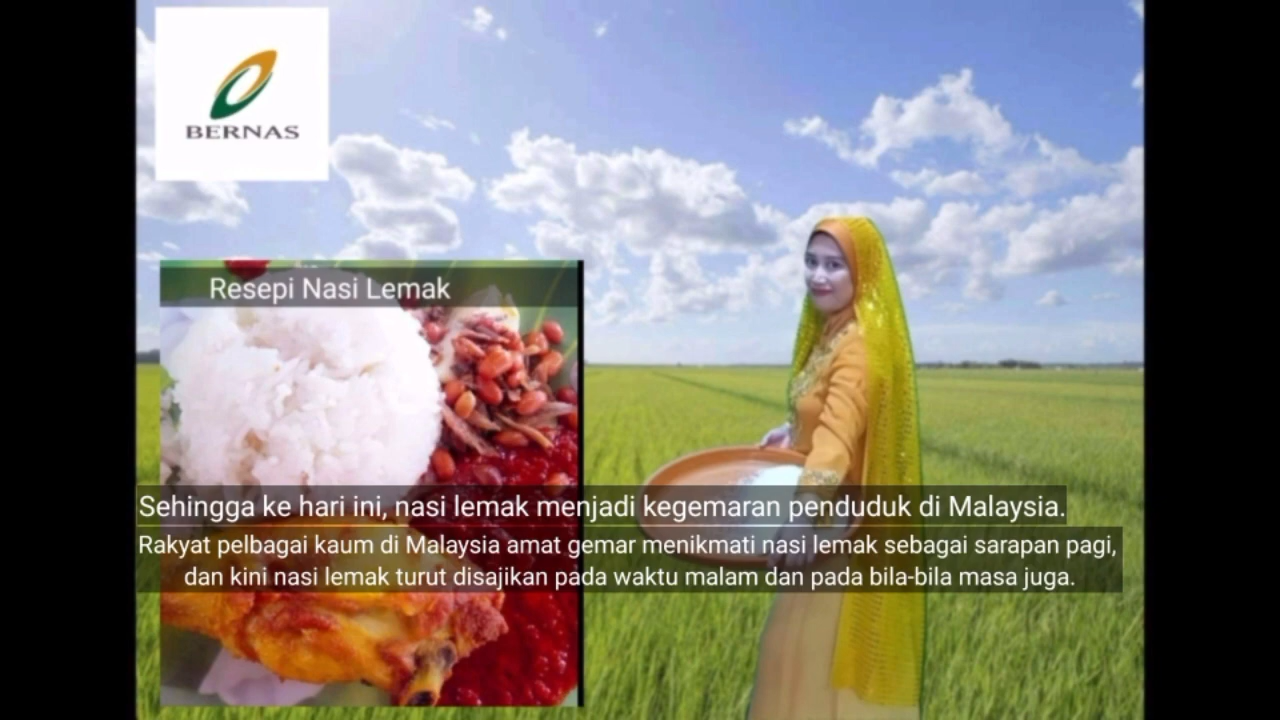 BERNAS
Resepi Nasi Lemak
Sehingga ke hari ini, nasi lemak menjadi kegemaran penduduk di Malaysia.
Rakyat pelbagai kaum di Malaysia amat gemar menikmati nasi lemak sebagai sarapan pagi,
dan kini nasi lemak turut disajikan pada waktu malam dan pada bila-bila masa juga.